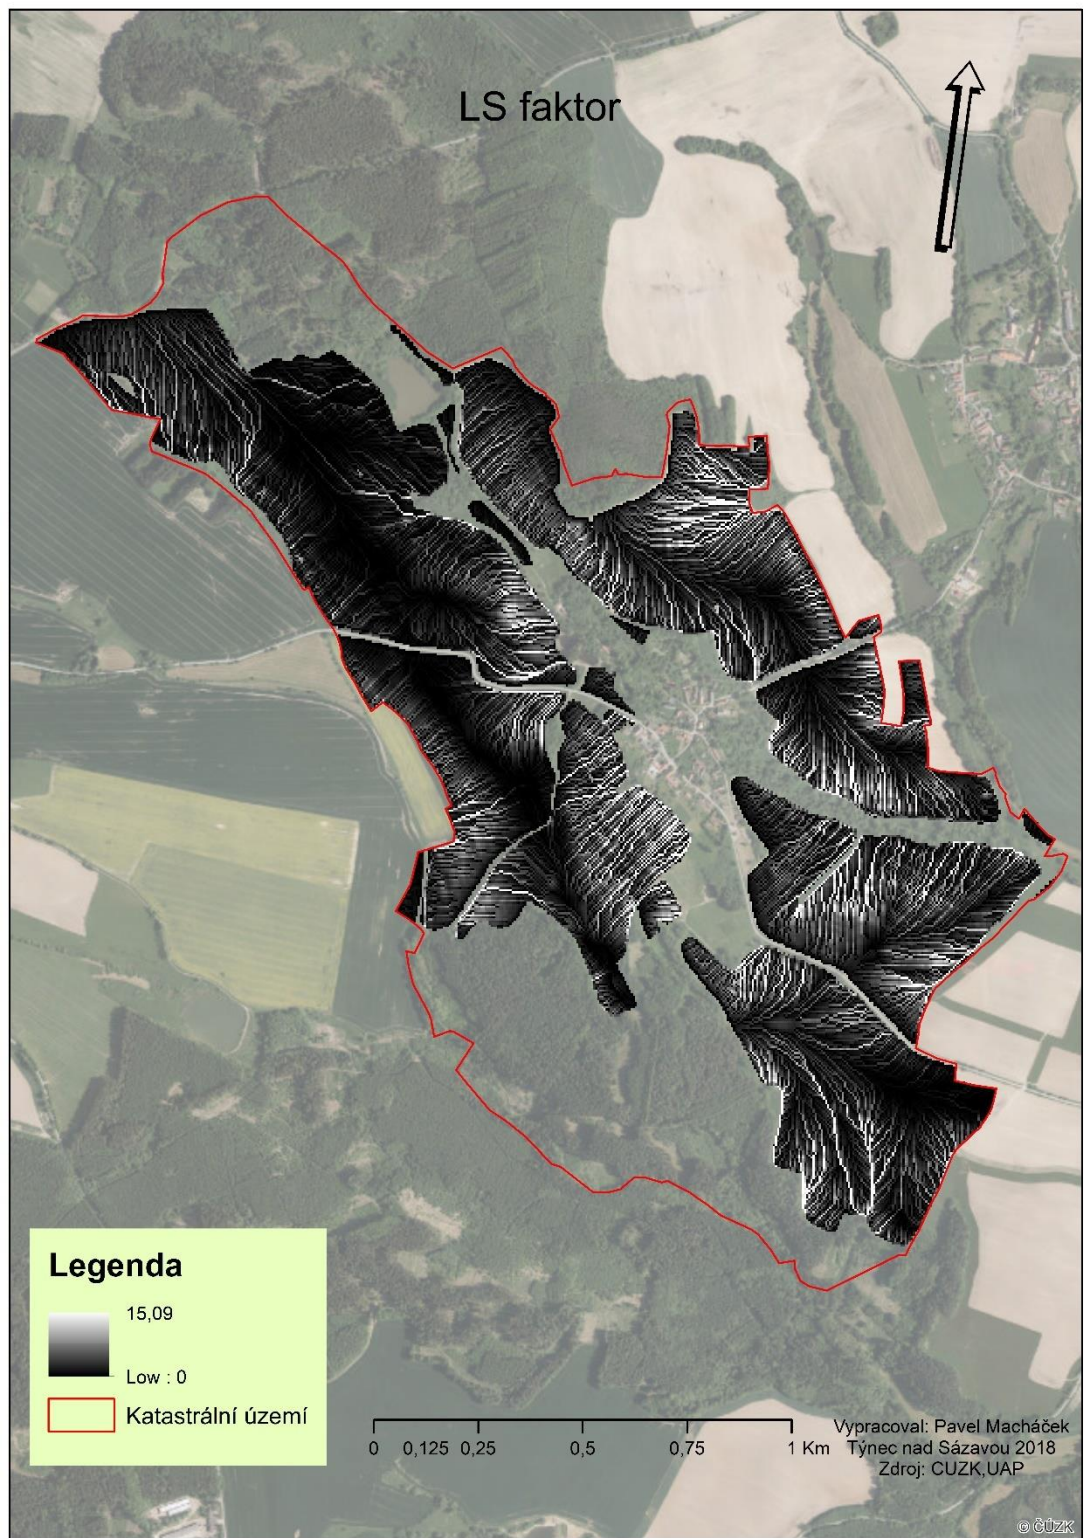 LS faktor
Legenda
15,09
Low : 0
Katastrální území
0 0,125 0,25 0,5 0,75 1 Km
Vypracoval: Pavel Macháček
Týnec nad Sázavou 2018
Zdroj: CUZK,UAP
© ČÚZK